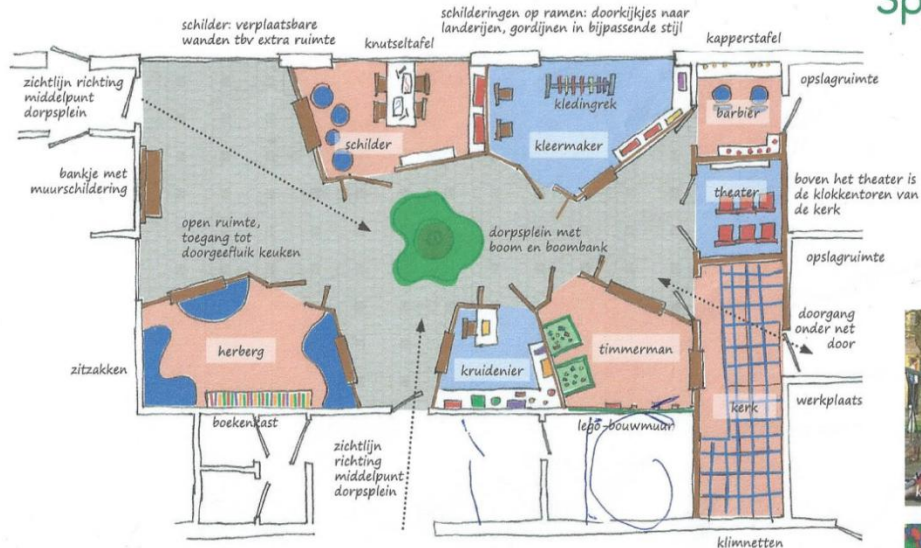 Sp
schilder: verplaatsbare
wanden tbv extra ruimte
schilderingen op ramen: doorkijkjes naar
landerijen, gordijnen in bijpassende stijl
knutseltafel
kapperstafel
zichtlijn richting
middelpunt
dorpsplein
opslagruimte
kledingrek
barbier
schilder
kleermaker
bankje met
muurschildering
theater
boven het theater is
de klokkentoren van
de kerk
open ruimte,
toegang tot
doorgeefluik keuken
dorpsplein met
boom en boombank
opslagruimte
doorgang
onder net
door
herberg
timmerman
zitzakken
kruidenier
kerk
werkplaats
boekenkast
lego-bouwmuur
zichtlijn
richting
middelpunt
dorpsplein
klimnetten